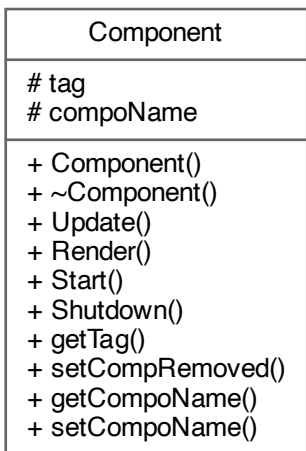 Component
# tag
# compoName
+ Component()
+ ~Component()
+ Update()
+ Render()
+ Start()
+ Shutdown()
+ getTag()
+ setCompRemoved()
+ getCompoName()
+ setCompoName()